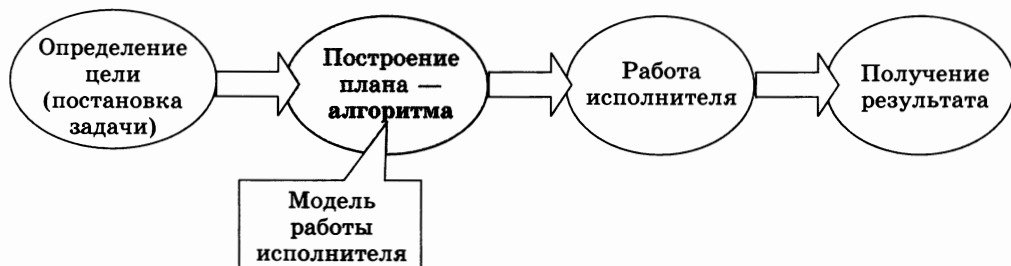 Определение
цели
(постановка
задачи)
Построение
плана —
алгоритма
Работа
исполнителя
Получение
результата
Модель
работы
исполнителя